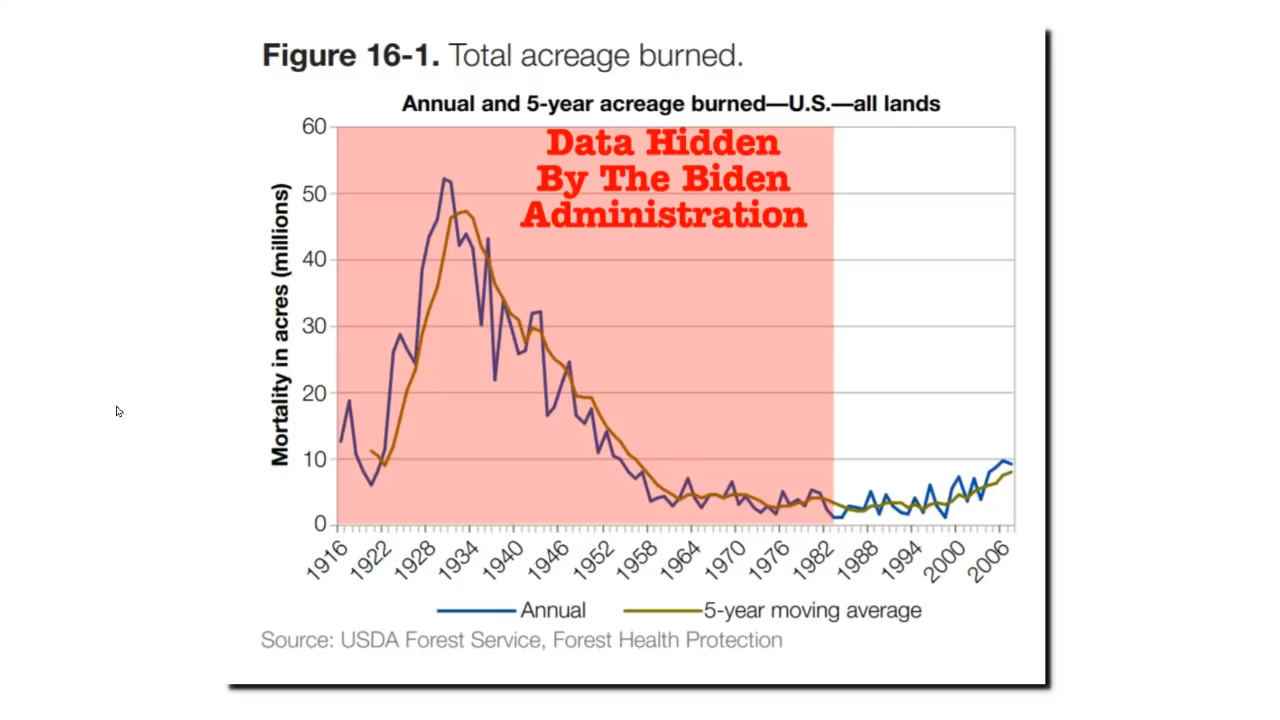 Figure 16-1. Total acreage burned.
Annual and 5-year acreage burned—U.S.—all lands
Data Hidden
By The Biden
Administration
Mortality in acres (millions)
60
50
40
30
20
10
0
1916
1922
1928
1934
1940
1946
1952
1958
1964
1970
1976
1982
1988
1994
2000
2006
Annual
5-year moving average
Source: USDA Forest Service, Forest Health Protection